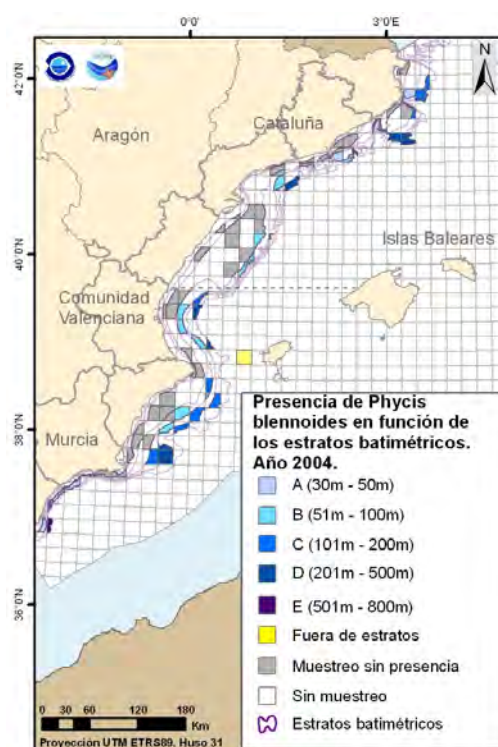 0°0' 3°0'E
N
42°0'N
Aragón
Cataluña
40°0'N
Islas Baleares
Comunidad
Valenciana
38°0'N
Murcia
36°0'N
Presencia de Phycis
blennoides en función de
los estratos batimétricos.
Año 2004.
A (30m - 50m)
B (51m - 100m)
C (101m - 200m)
D (201m - 500m)
E (501m - 800m)
Fuera de estratos
Muestreo sin presencia
Sin muestreo
Estratos batimétricos
0 30 60 120 180
Km
Proyección UTM ETRS89. Huso 31